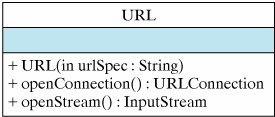 URL
+ URL(in urlSpec : String)
+ openConnection() : URLConnection
+ openStream() : InputStream